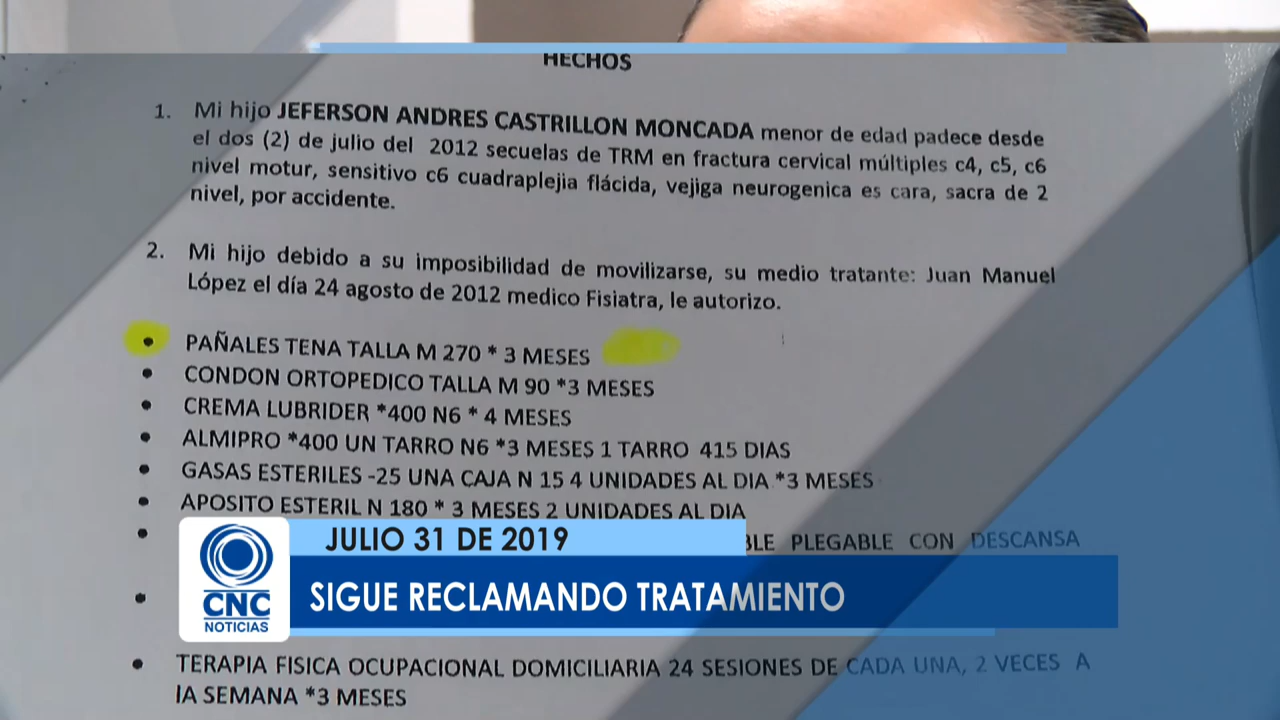 HECHOS
1. Mi hijo JEFERSON ANDRES CASTRILLON MONCADA menor de edad padece desde
el dos (2) de julio del 2012 secuelas de TRM en fractura cervical múltiples c4, c5, c6
nivel motur, sensitivo c6 cuadraplejia flácida, vejiga neurogenica es cara, sacra de 2
nivel, por accidente.
2. Mi hijo debido a su imposibilidad de movilizarse, su medio tratante: Juan Manuel
López el día 24 agosto de 2012 medico Fisiatra, le autorizo.
• PAÑALES TENA TALLA M 270 * 3 MESES
• CONDON ORTOPEDICO TALLA M 90 *3 MESES
• CREMA LUBRIDER *400 N6 * 4 MESES
• ALMIPRO *400 UN TARRO N6 *3 MESES 1 TARRO 415 DIAS
• GASAS ESTERILES -25 UNA CAJA N 15 4 UNIDADES AL DIA *3 MESES
• APOSITO ESTERIL N 180 * 3 MESES 2 UNIDADES AL DIA
• PLEGABLE CON DESCANSA
JULIO 31 DE 2019
SIGUE RECLAMANDO TRATAMIENTO
CNC
NOTICIAS
• TERAPIA FISICA OCUPACIONAL DOMICILIARIA 24 SESIONES DE CADA UNA, 2 VECES A
lA SEMANA *3 MESES